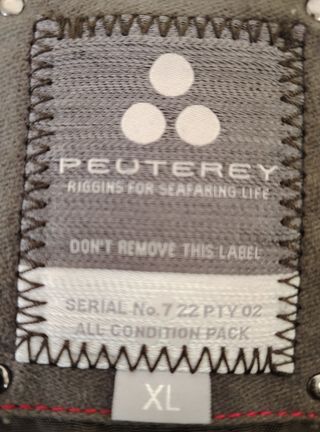 PEUTEREY
RIGGINS FOR SEAFARING LIFE
DON'T REMOVE THIS LABEL
SERIAL No. 7 22 PTY 02
ALL CONDITION PACK
XL